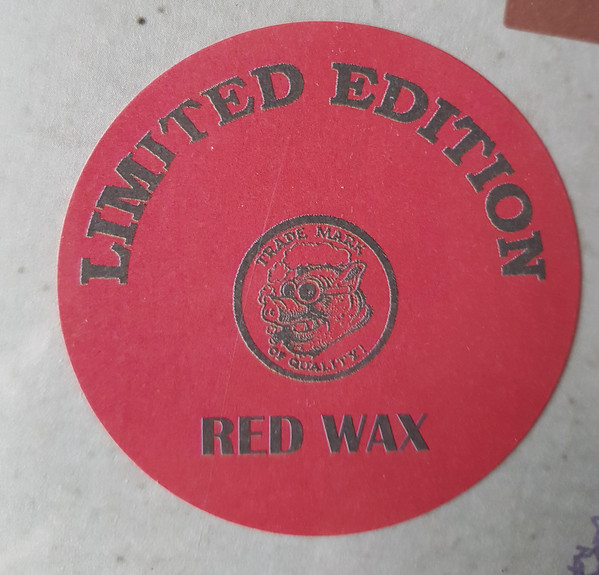 LIMITED EDITION
TRADE MARK
OF QUALITY!
RED WAX